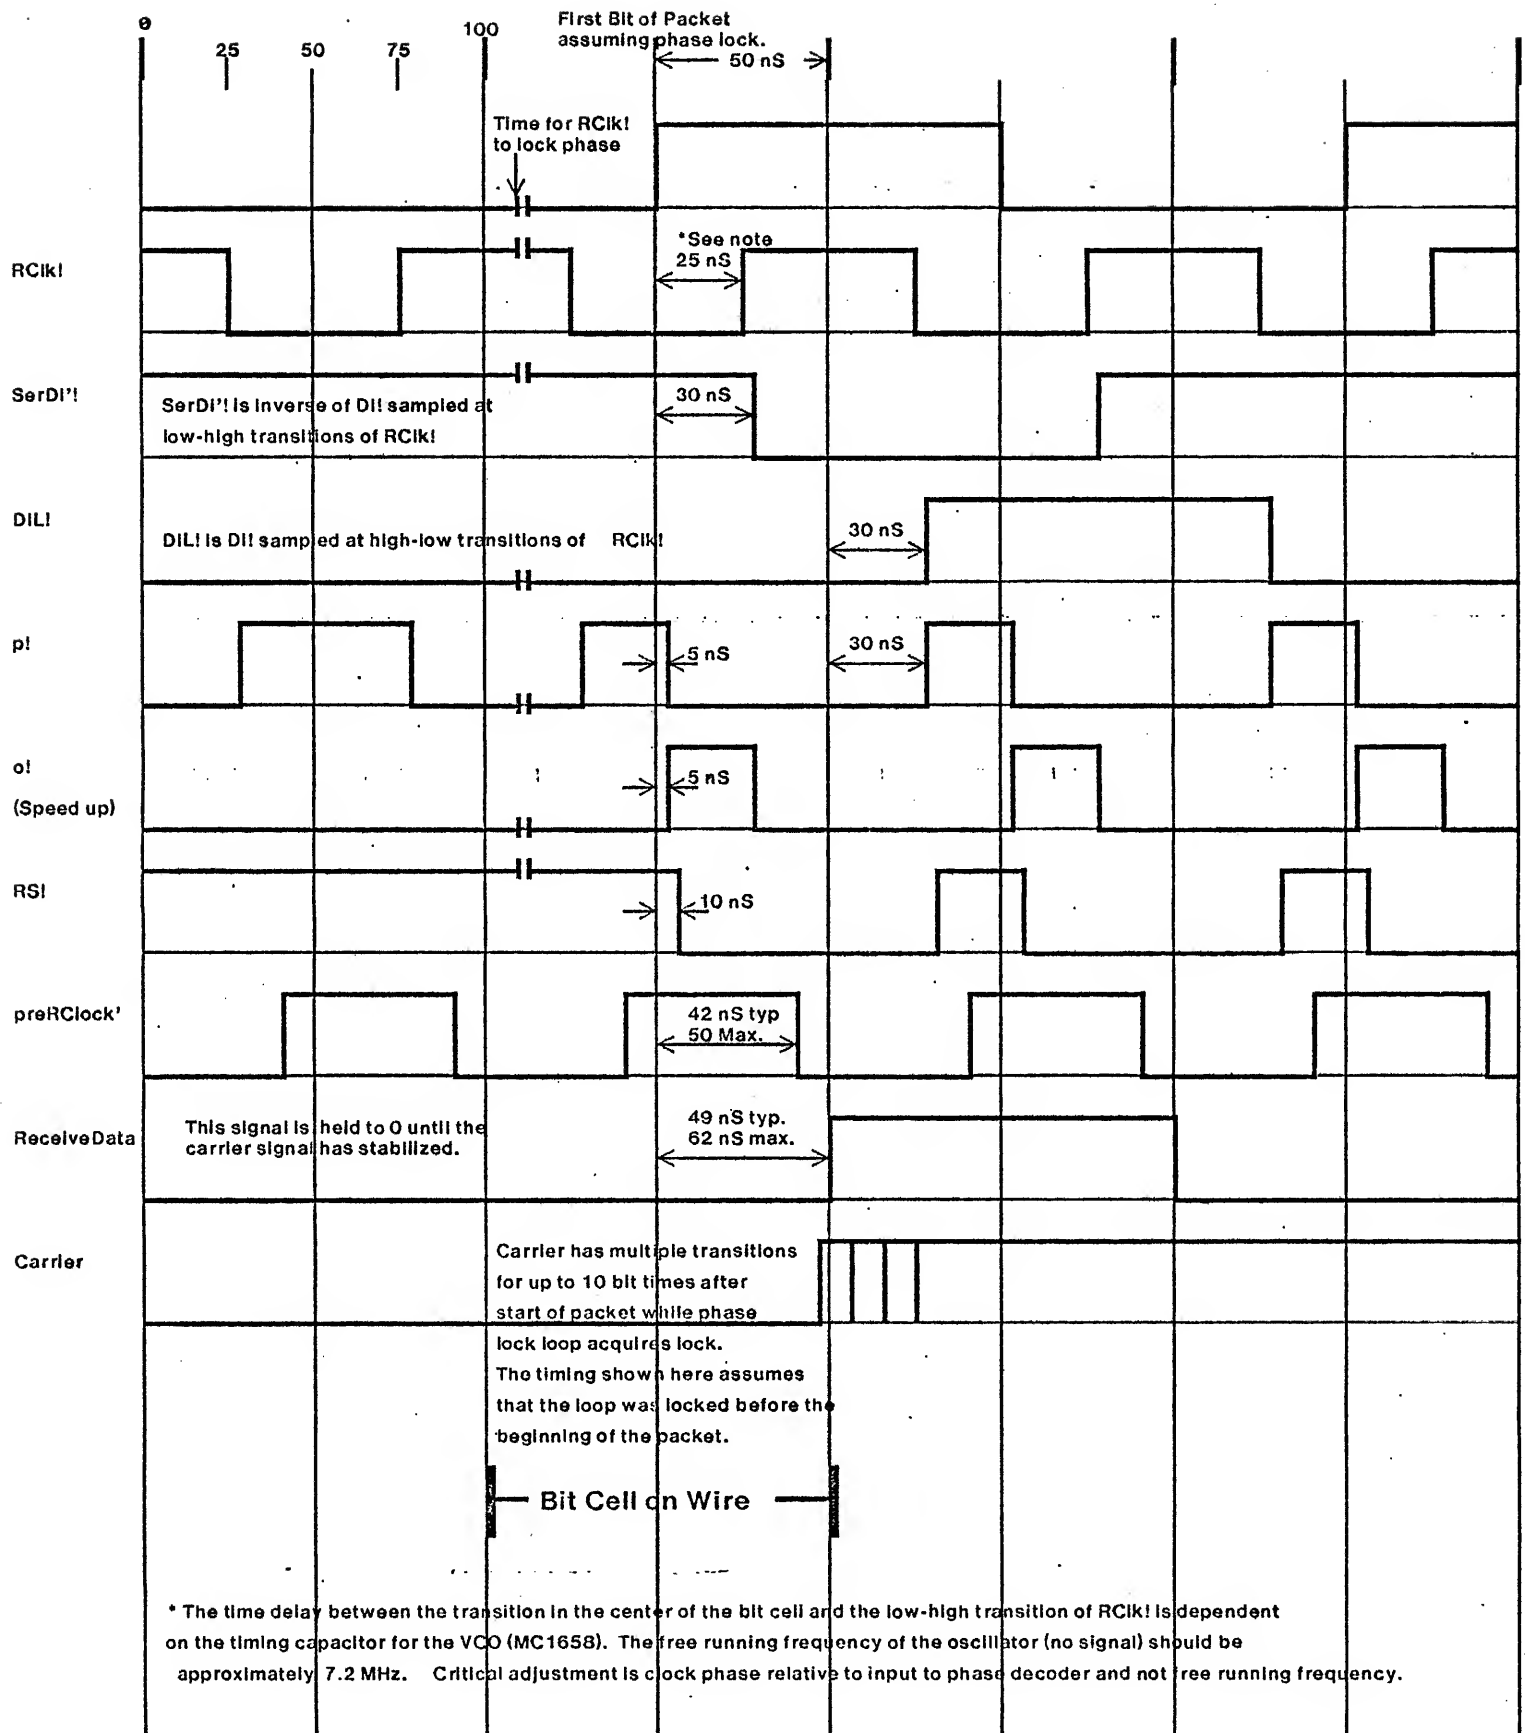 0
25
50
75
100
First Bit of Packet
assuming phase lock.
50 nS
Time for RClk!
to lock phase
RClk!
*See note
25 nS
SerDI'!
SerDI'! is inverse of DI! sampled at
low-high transitions of RClk!
30 nS
DIL!
DIL! is DI! sampled at high-low transitions of RClk!
30 nS
p!
5 nS
30 nS
o!
(Speed up)
5 nS
RS!
10 nS
preRClock'
42 nS typ
50 Max.
ReceiveData
This signal is held to 0 until the
carrier signal has stabilized.
49 nS typ.
62 nS max.
Carrier
Carrier has multiple transitions
for up to 10 bit times after
start of packet while phase
lock loop acquires lock.
The timing shown here assumes
that the loop was locked before the
beginning of the packet.
Bit Cell on Wire
* The time delay between the transition in the center of the bit cell and the low-high transition of RClk! is dependent
on the timing capacitor for the VCO (MC1658). The free running frequency of the oscillator (no signal) should be
approximately 7.2 MHz. Critical adjustment is clock phase relative to input to phase decoder and not free running frequency.